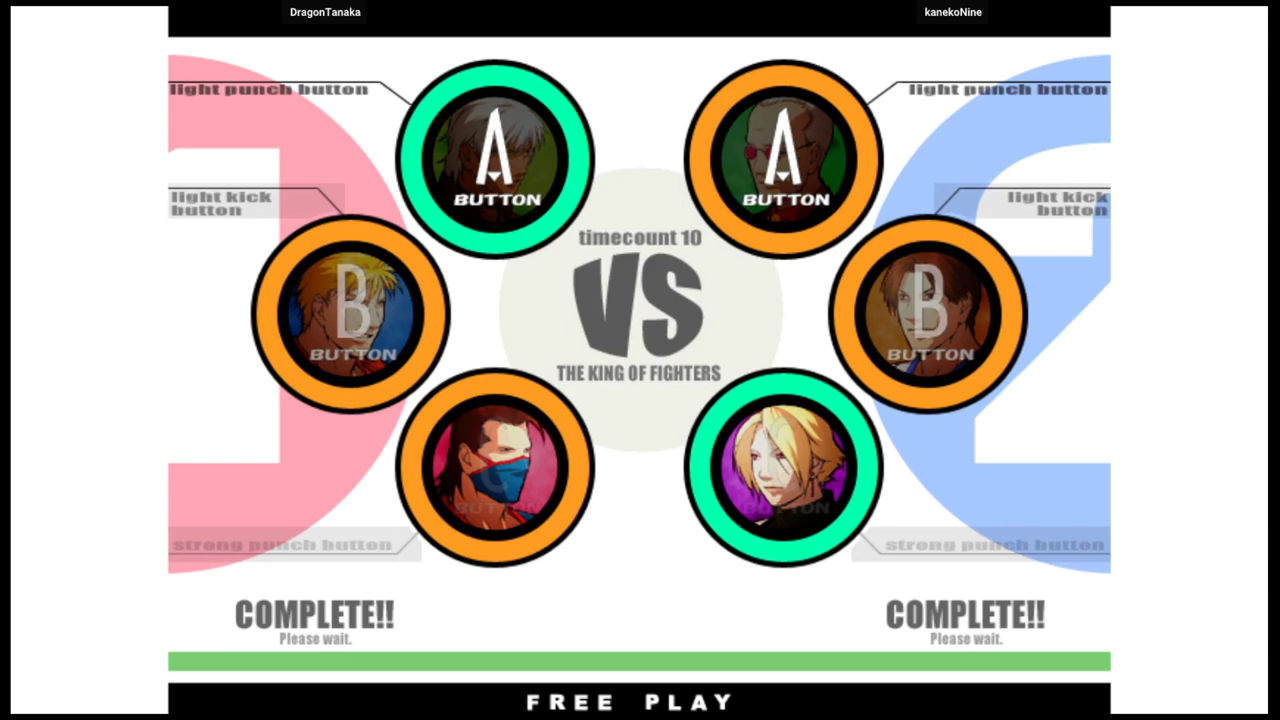 DragonTanaka
kanekoNine
light punch button
light punch button
A
BUTTON
A
BUTTON
light kick
button
light kick
button
timecount 10
VS
THE KING OF FIGHTERS
B
BUTTON
B
BUTTON
C
BUTTON
BUTTON
strong punch button
strong punch button
COMPLETE!!
Please wait.
COMPLETE!!
Please wait.
FREE PLAY